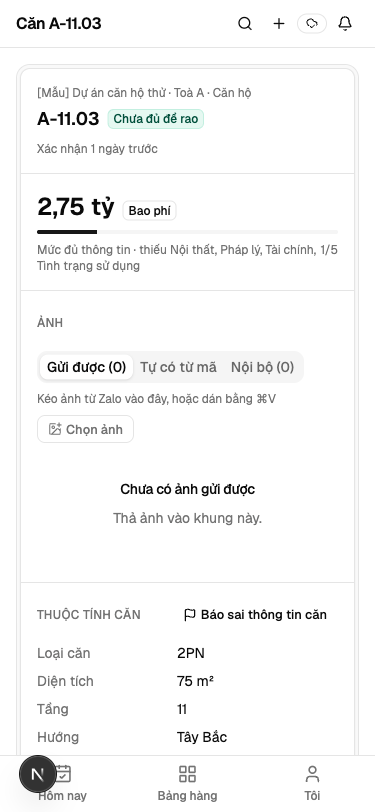 Căn A-11.03
[Mẫu] Dự án căn hộ thử · Toà A · Căn hộ
A-11.03 Chưa đủ để rao
Xác nhận 1 ngày trước
2,75 tỷ Bao phí
Mức đủ thông tin · thiếu Nội thất, Pháp lý, Tài chính, 1/5
Tình trạng sử dụng
ẢNH
Gửi được (0) Tự có từ mã Nội bộ (0)
Kéo ảnh từ Zalo vào đây, hoặc dán bằng ⌘V
Chọn ảnh
Chưa có ảnh gửi được
Thả ảnh vào khung này.
THUỘC TÍNH CĂN Báo sai thông tin căn
Loại căn 2PN
Diện tích 75 m²
Tầng 11
Hướng Tây Bắc
N
Hôm nay Bảng hàng Tôi